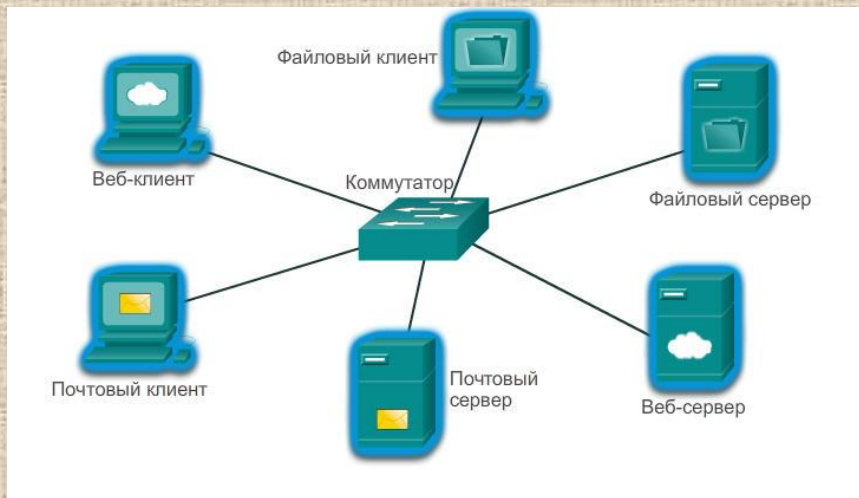 Файловый клиент
Веб-клиент
Коммутатор
Файловый сервер
Почтовый клиент
Почтовый
сервер
Веб-сервер